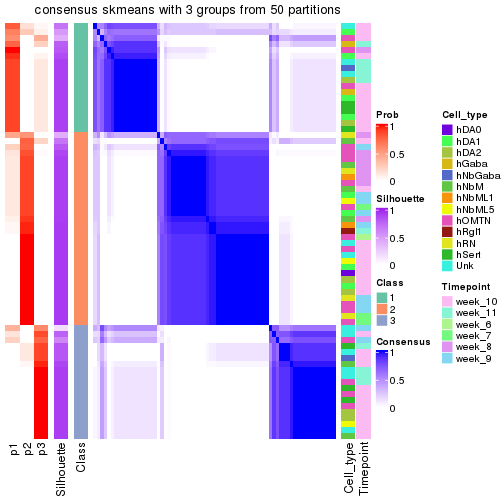 consensus skmeans with 3 groups from 50 partitions
Prob
1
0.5
0
Silhouette
1
0.5
0
Class
1
2
3
Consensus
1
0.5
0
Cell_type
hDA0
hDA1
hDA2
hGaba
hNbGaba
hNbM
hNbML1
hNbML5
hOMTN
hRgl1
hRN
hSert
Unk
Timepoint
week_10
week_11
week_6
week_7
week_8
week_9
p1
p2
p3
Silhouette
Class
Cell_type
Timepoint